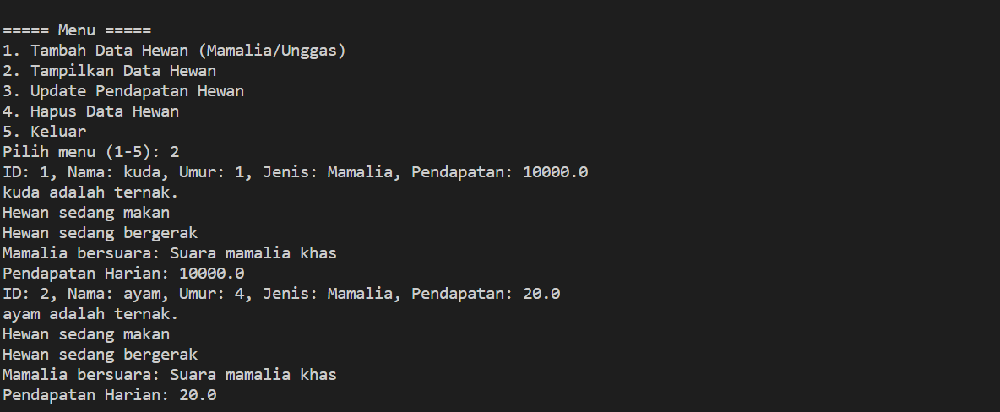 ===== Menu =====
1. Tambah Data Hewan (Mamalia/Unggas)
2. Tampilkan Data Hewan
3. Update Pendapatan Hewan
4. Hapus Data Hewan
5. Keluar
Pilih menu (1-5): 2
ID: 1, Nama: kuda, Umur: 1, Jenis: Mamalia, Pendapatan: 10000.0
kuda adalah ternak.
Hewan sedang makan
Hewan sedang bergerak
Mamalia bersuara: Suara mamalia khas
Pendapatan Harian: 10000.0
ID: 2, Nama: ayam, Umur: 4, Jenis: Mamalia, Pendapatan: 20.0
ayam adalah ternak.
Hewan sedang makan
Hewan sedang bergerak
Mamalia bersuara: Suara mamalia khas
Pendapatan Harian: 20.0